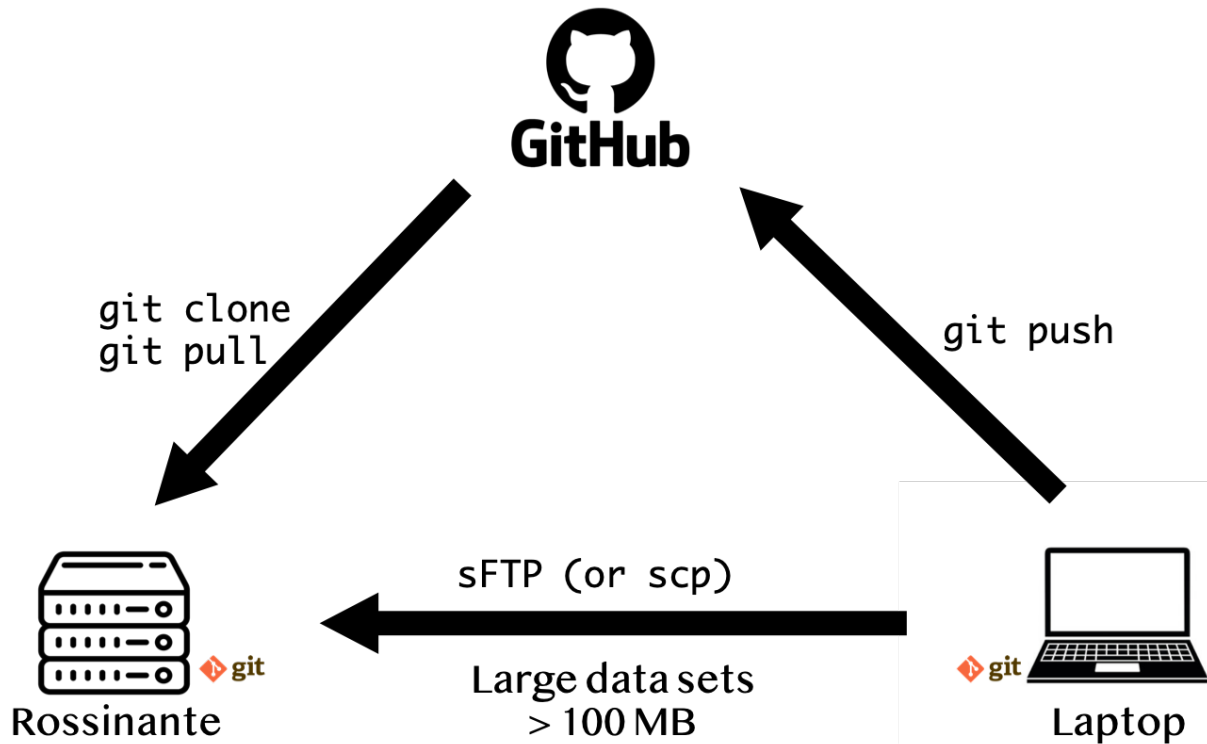 GitHub
git clone
git pull
git push
sFTP (or scp)
Large data sets
> 100 MB
git
Rossinante
git
Laptop